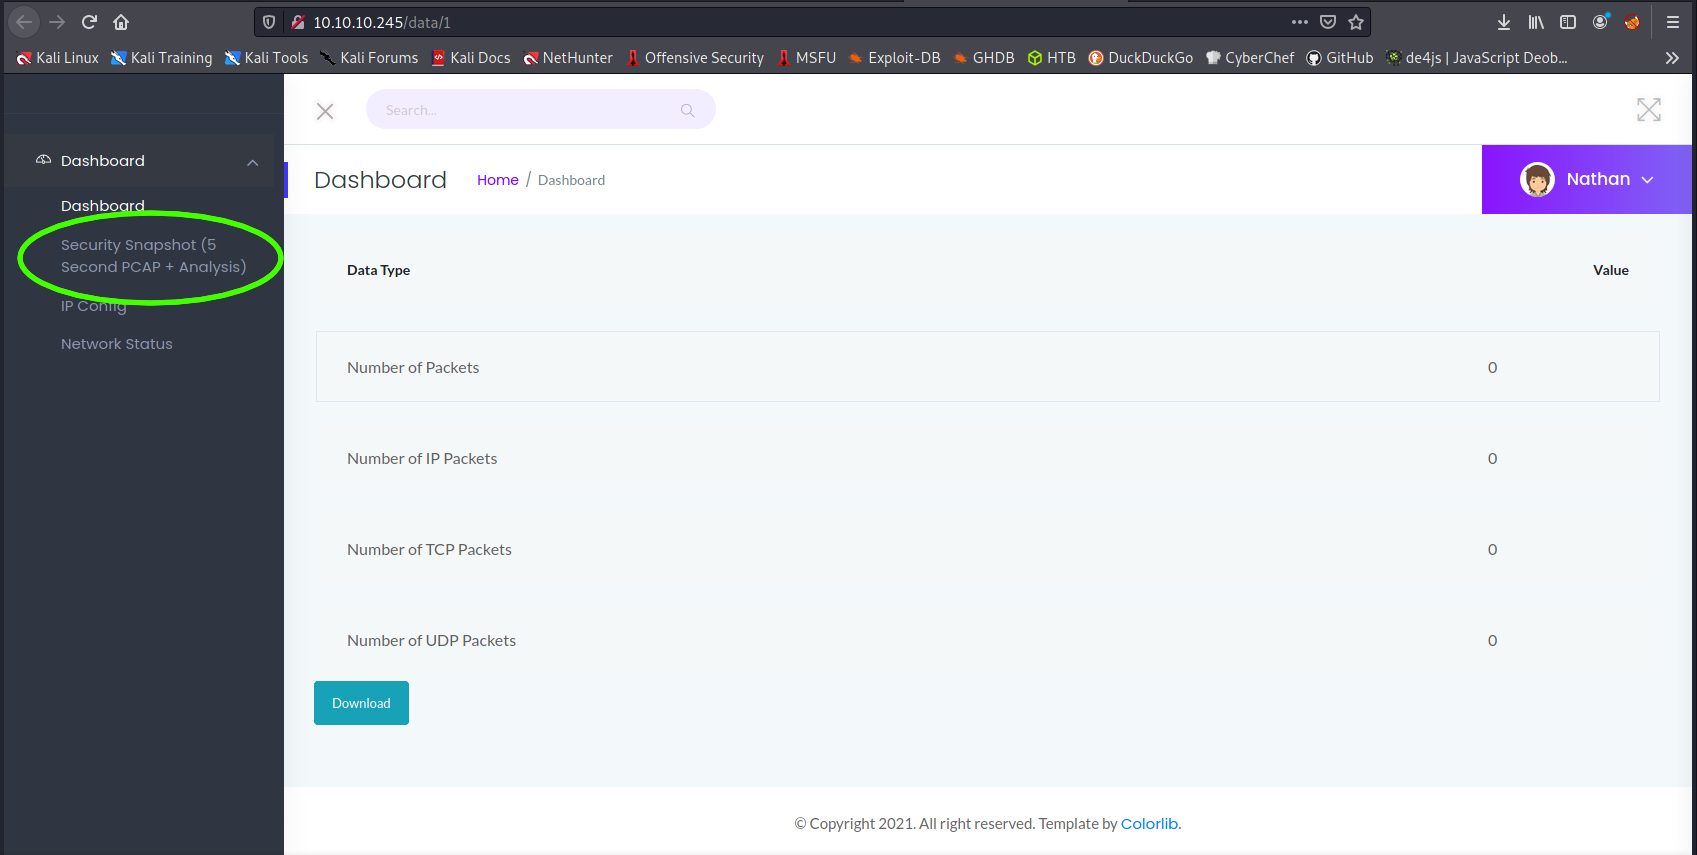 10.10.10.245/data/1
Kali Linux Kali Training Kali Tools Kali Forums Kali Docs NetHunter Offensive Security MSFU Exploit-DB GHDB HTB DuckDuckGo CyberChef GitHub de4js | JavaScript Deob...
Search...
Dashboard
Dashboard
Security Snapshot (5
Second PCAP + Analysis)
IP Config
Network Status
Dashboard Home / Dashboard
Nathan
Data Type Value
Number of Packets 0
Number of IP Packets 0
Number of TCP Packets 0
Number of UDP Packets 0
Download
© Copyright 2021. All right reserved. Template by Colorlib.